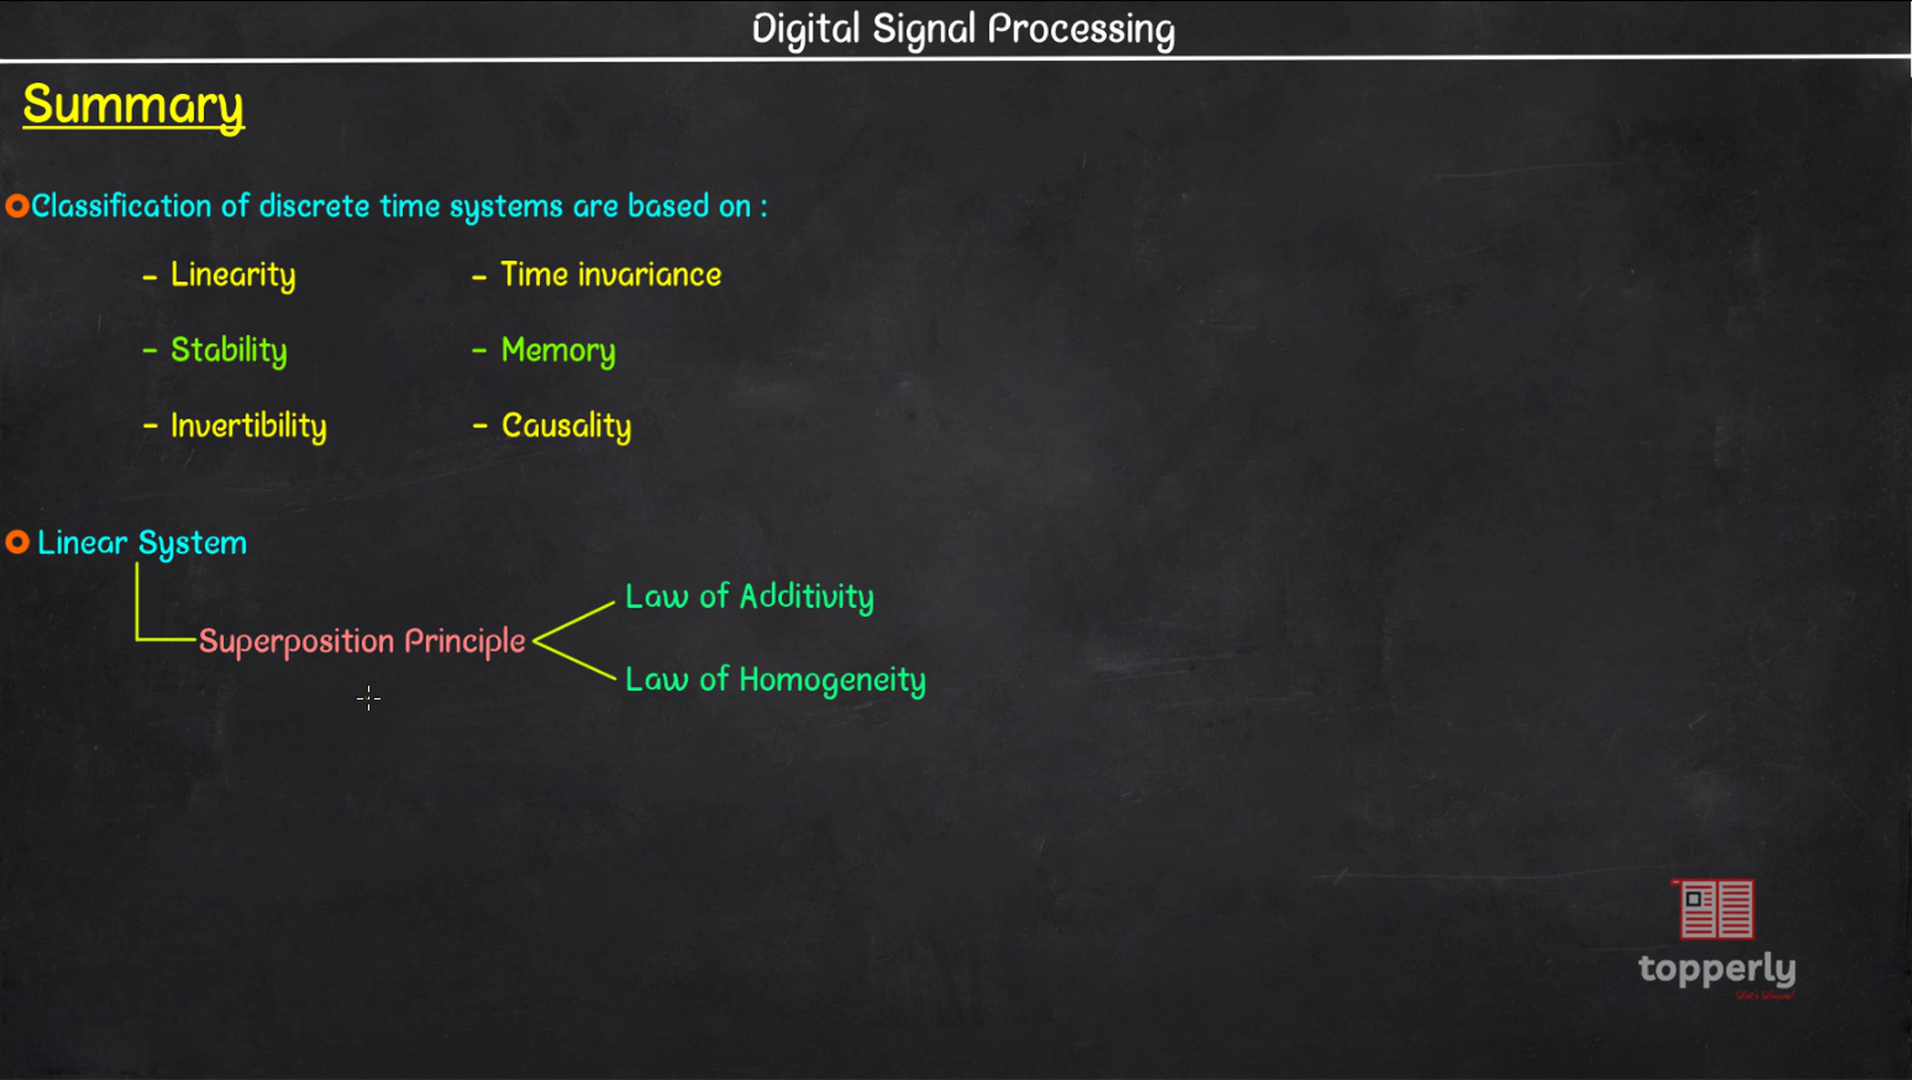 Digital Signal Processing
Summary
Classification of discrete time systems are based on :
- Linearity - Time invariance
- Stability - Memory
- Invertibility - Causality
Linear System
Law of Additivity
Superposition Principle
Law of Homogeneity
topperly